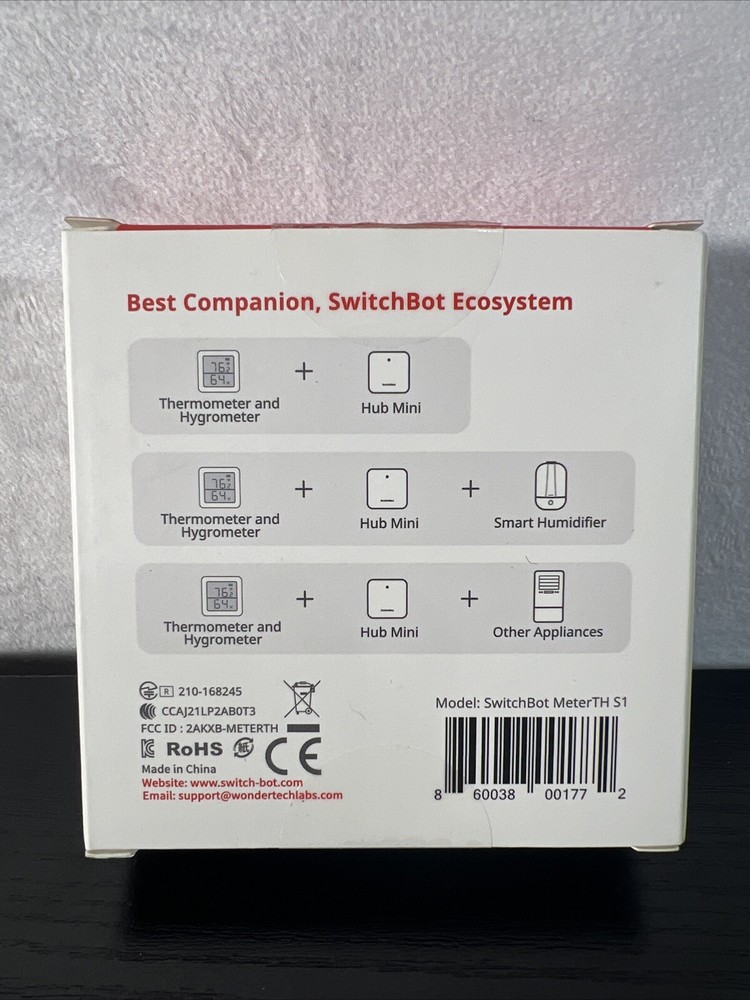 Best Companion, SwitchBot Ecosystem
76
64
+
Thermometer and
Hygrometer
Hub Mini
76
64
+
+
Thermometer and
Hygrometer
Hub Mini
Smart Humidifier
76
64
+
+
Thermometer and
Hygrometer
Hub Mini
Other Appliances
R 210-168245
CCAJ21LP2AB0T3
FCC ID : 2AKXB-METERTH
RoHS 紙 CE
Made in China
Website: www.switch-bot.com
Email: support@wondertechlabs.com
Model: SwitchBot MeterTH S1
8 60038 00177 2